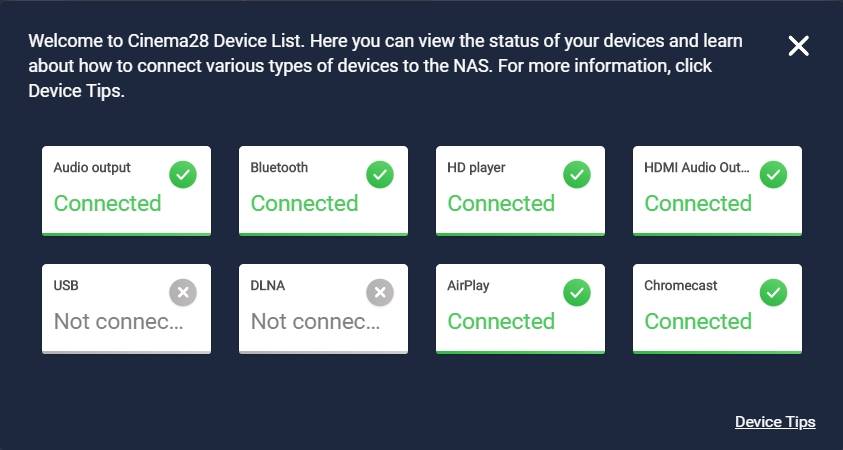 Welcome to Cinema28 Device List. Here you can view the status of your devices and learn
about how to connect various types of devices to the NAS. For more information, click
Device Tips.
Audio output
Connected
Bluetooth
Connected
HD player
Connected
HDMI Audio Out...
Connected
USB
Not connec...
DLNA
Not connec...
AirPlay
Connected
Chromecast
Connected
Device Tips